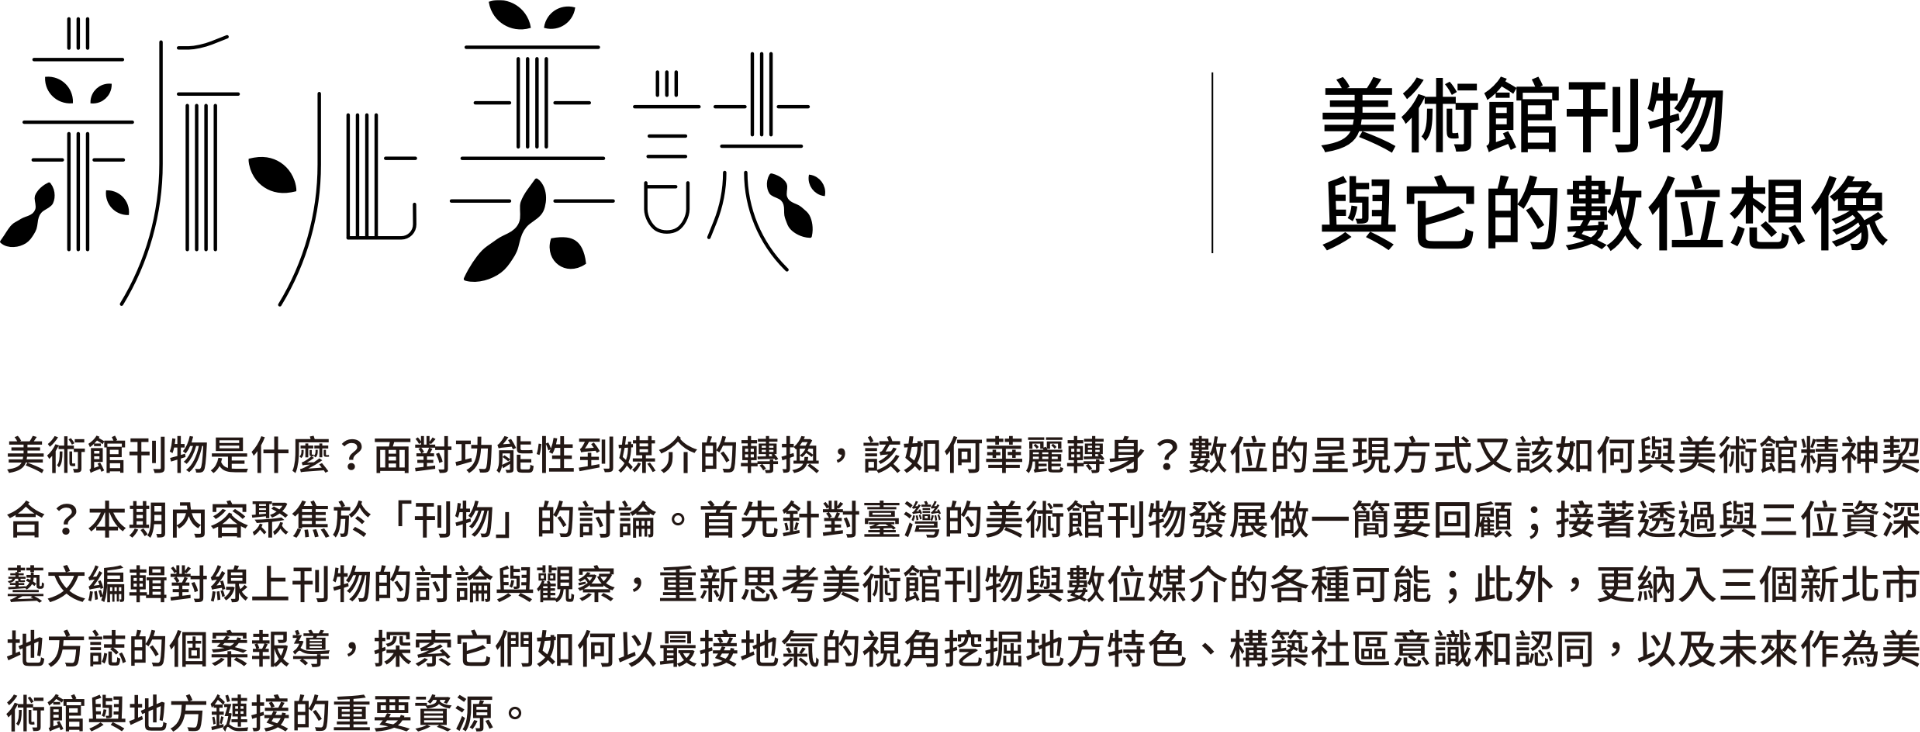 新北美誌
美術館刊物
與它的數位想像
美術館刊物是什麼？面對功能性到媒介的轉換，該如何華麗轉身？數位的呈現方式又該如何與美術館精神契
合？本期內容聚焦於「刊物」的討論。首先針對臺灣的美術館刊物發展做一簡要回顧；接著透過與三位資深
藝文編輯對線上刊物的討論與觀察，重新思考美術館刊物與數位媒介的各種可能；此外，更納入三個新北市
地方誌的個案報導，探索它們如何以最接地氣的視角挖掘地方特色、構築社區意識和認同，以及未來作為美
術館與地方鏈接的重要資源。